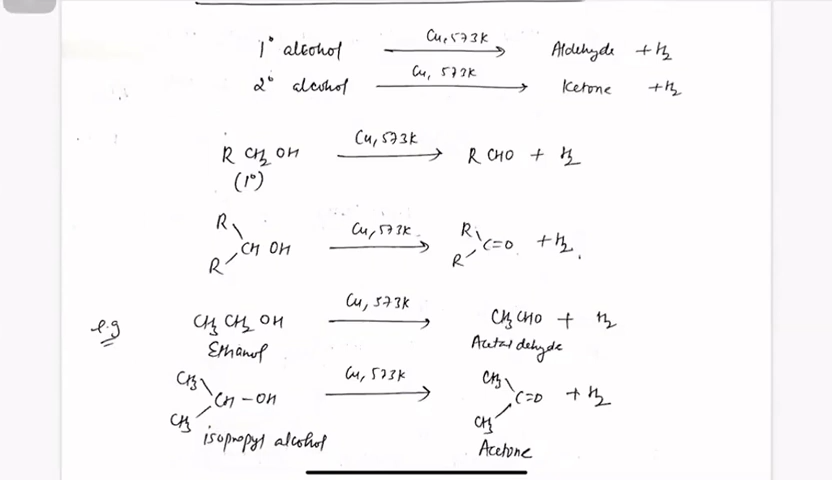 1° alcohol Cu, 573K Aldehyde + H₂
2° alcohol Cu, 573K Ketone + H₂
R CH₂ OH Cu, 573K R CHO + H₂
(1°)
R
R CH OH Cu, 573K R C=O + H₂
R
e.g CH₃ CH₂ OH Cu, 573K CH₃ CHO + H₂
Ethanol Acetaldehyde
CH₃ CH₃
CH-OH Cu, 573K C=O + H₂
CH₃ CH₃
isopropyl alcohol Acetone